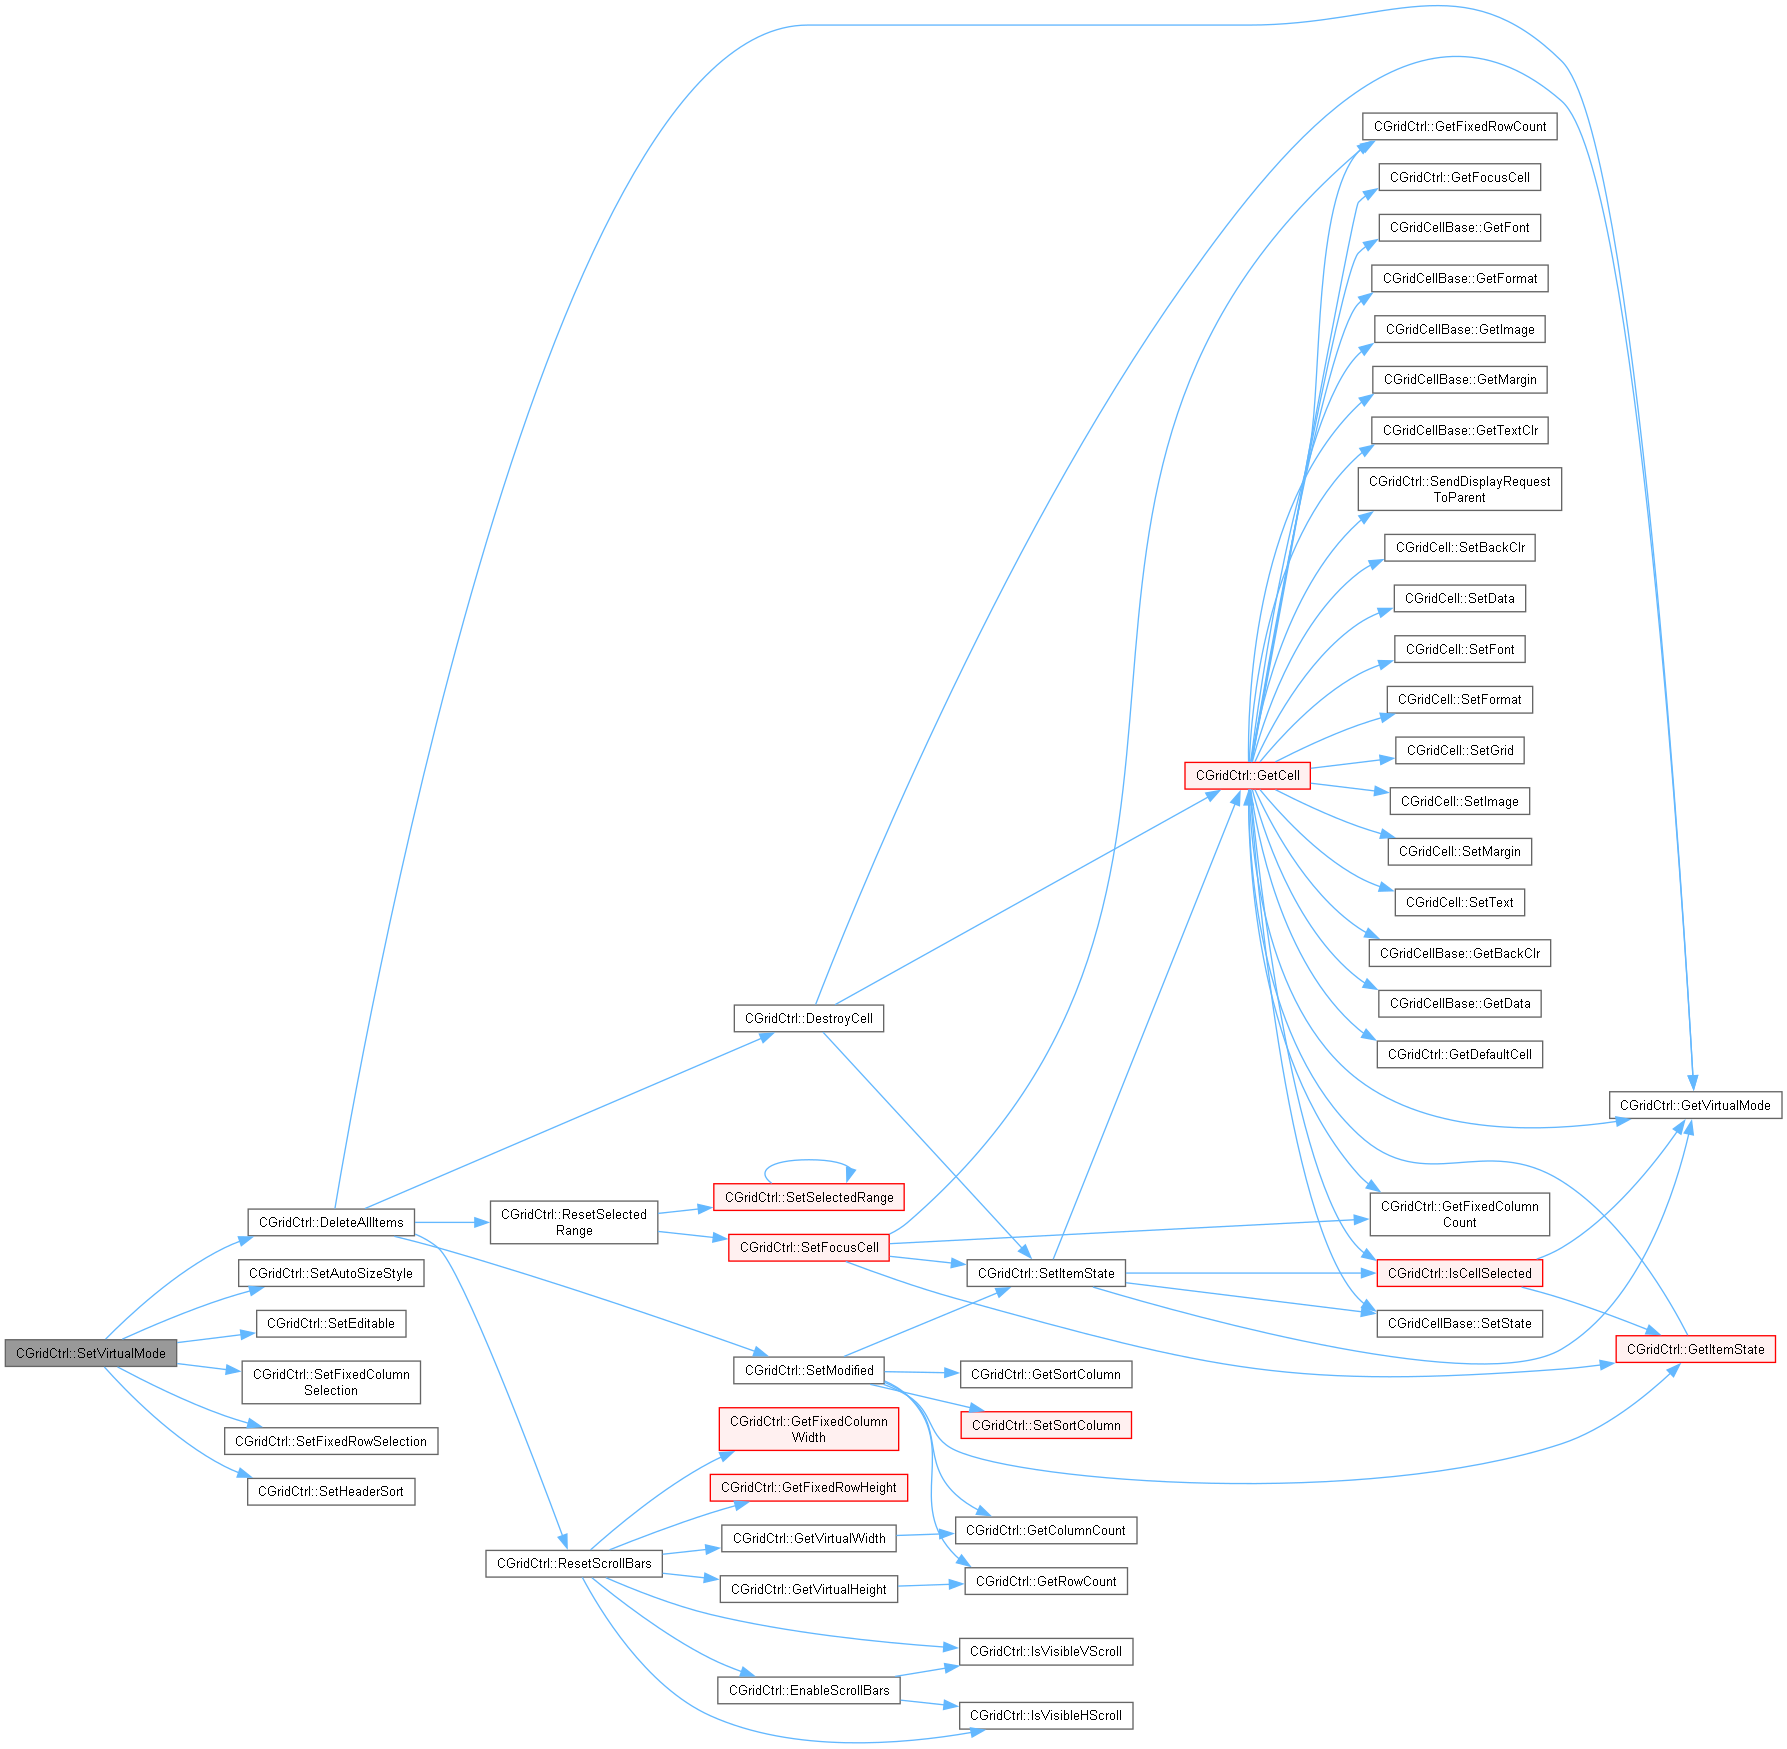 CGridCtrl::SetVirtualMode
CGridCtrl::DeleteAllItems
CGridCtrl::SetAutoSizeStyle
CGridCtrl::SetEditable
CGridCtrl::SetFixedColumn
Selection
CGridCtrl::SetFixedRowSelection
CGridCtrl::SetHeaderSort
CGridCtrl::ResetSelected
Range
CGridCtrl::ResetScrollBars
CGridCtrl::DestroyCell
CGridCtrl::SetSelectedRange
CGridCtrl::SetFocusCell
CGridCtrl::SetModified
CGridCtrl::GetFixedColumn
Width
CGridCtrl::GetFixedRowHeight
CGridCtrl::GetVirtualWidth
CGridCtrl::GetVirtualHeight
CGridCtrl::EnableScrollBars
CGridCtrl::SetItemState
CGridCtrl::GetSortColumn
CGridCtrl::SetSortColumn
CGridCtrl::GetColumnCount
CGridCtrl::GetRowCount
CGridCtrl::IsVisibleVScroll
CGridCtrl::IsVisibleHScroll
CGridCtrl::GetCell
CGridCtrl::GetFixedRowCount
CGridCtrl::GetFocusCell
CGridCellBase::GetFont
CGridCellBase::GetFormat
CGridCellBase::GetImage
CGridCellBase::GetMargin
CGridCellBase::GetTextClr
CGridCtrl::SendDisplayRequest
ToParent
CGridCell::SetBackClr
CGridCell::SetData
CGridCell::SetFont
CGridCell::SetFormat
CGridCell::SetGrid
CGridCell::SetImage
CGridCell::SetMargin
CGridCell::SetText
CGridCellBase::GetBackClr
CGridCellBase::GetData
CGridCtrl::GetDefaultCell
CGridCtrl::GetFixedColumn
Count
CGridCtrl::IsCellSelected
CGridCellBase::SetState
CGridCtrl::GetVirtualMode
CGridCtrl::GetItemState